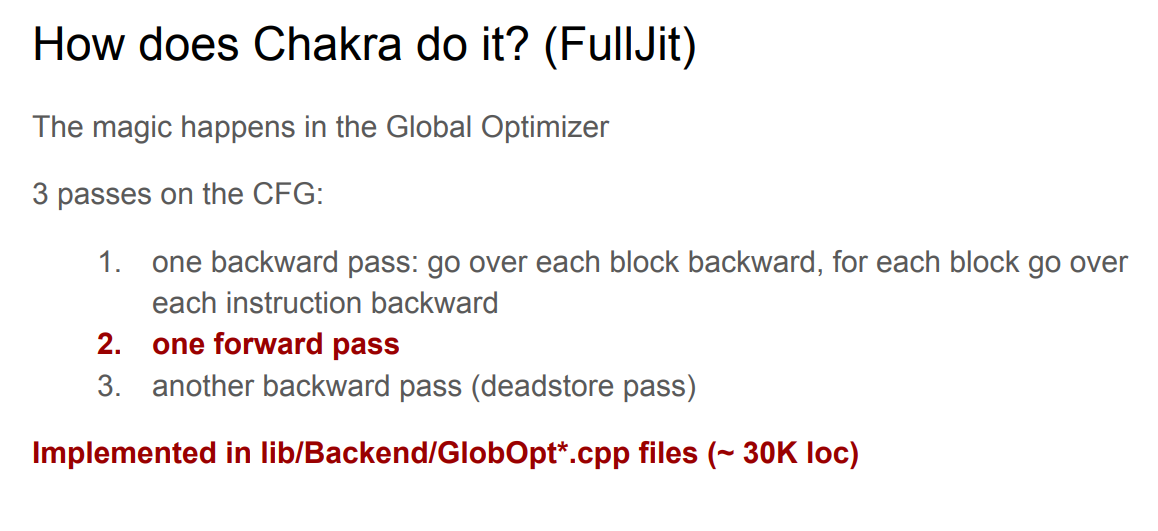 How does Chakra do it? (FullJit)
The magic happens in the Global Optimizer
3 passes on the CFG:
1. one backward pass: go over each block backward, for each block go over
each instruction backward
2. one forward pass
3. another backward pass (deadstore pass)
Implemented in lib/Backend/GlobOpt*.cpp files (~ 30K loc)